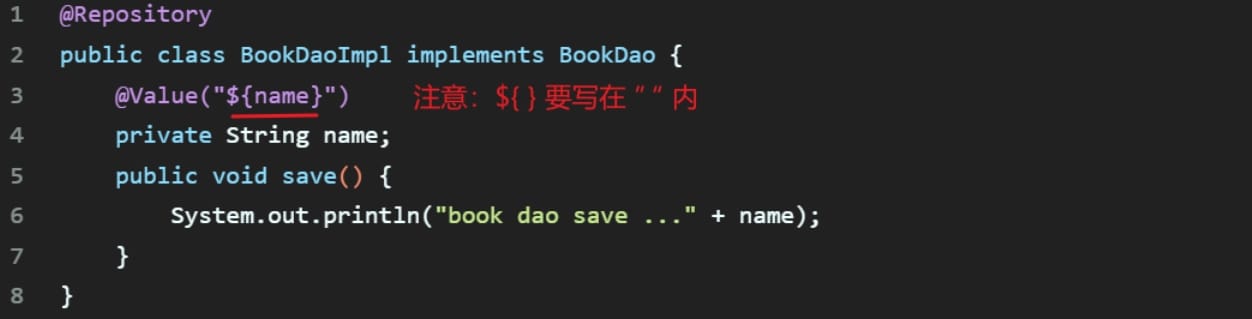 1 @Repository
2 public class BookDaoImpl implements BookDao {
3 @Value("${name}") 注意：${ } 要写在 “ “ 内
4 private String name;
5 public void save() {
6 System.out.println("book dao save ..." + name);
7 }
8 }